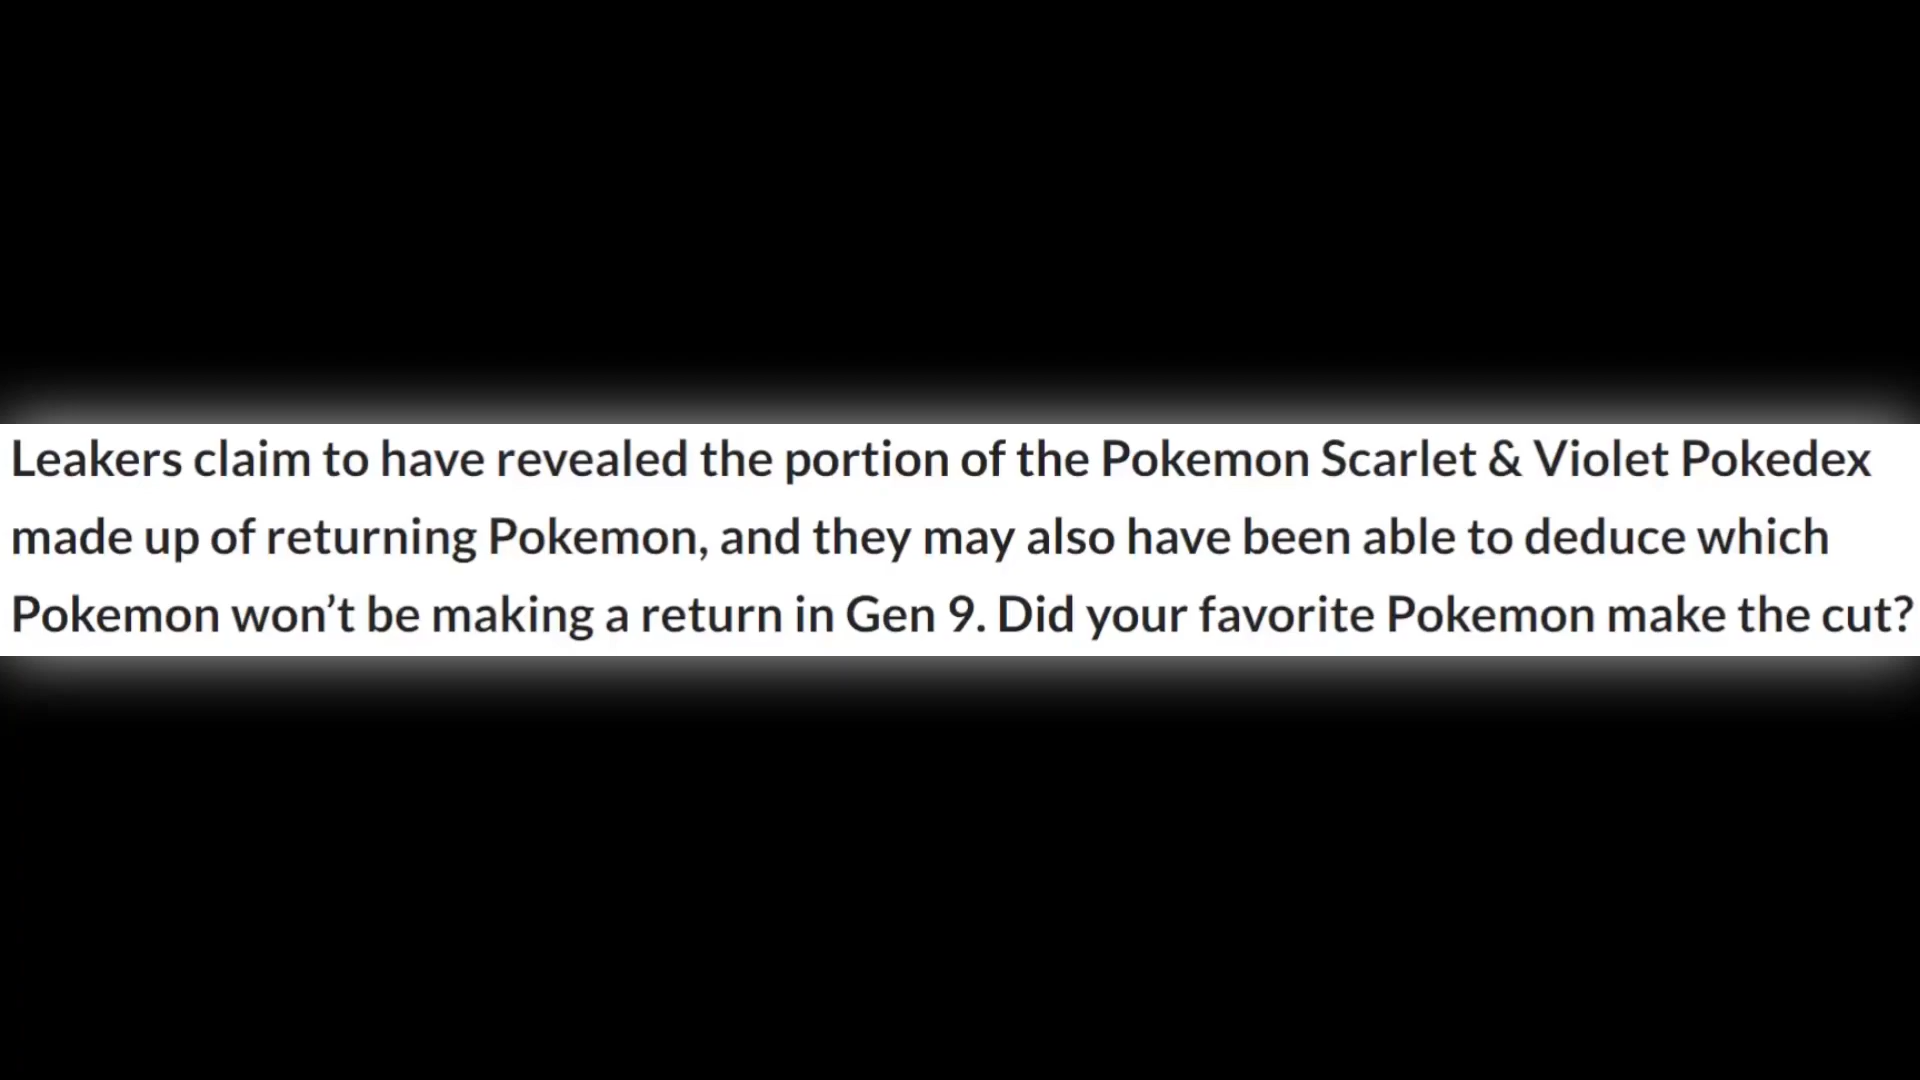 Leakers claim to have revealed the portion of the Pokemon Scarlet & Violet Pokedex
made up of returning Pokemon, and they may also have been able to deduce which
Pokemon won’t be making a return in Gen 9. Did your favorite Pokemon make the cut?